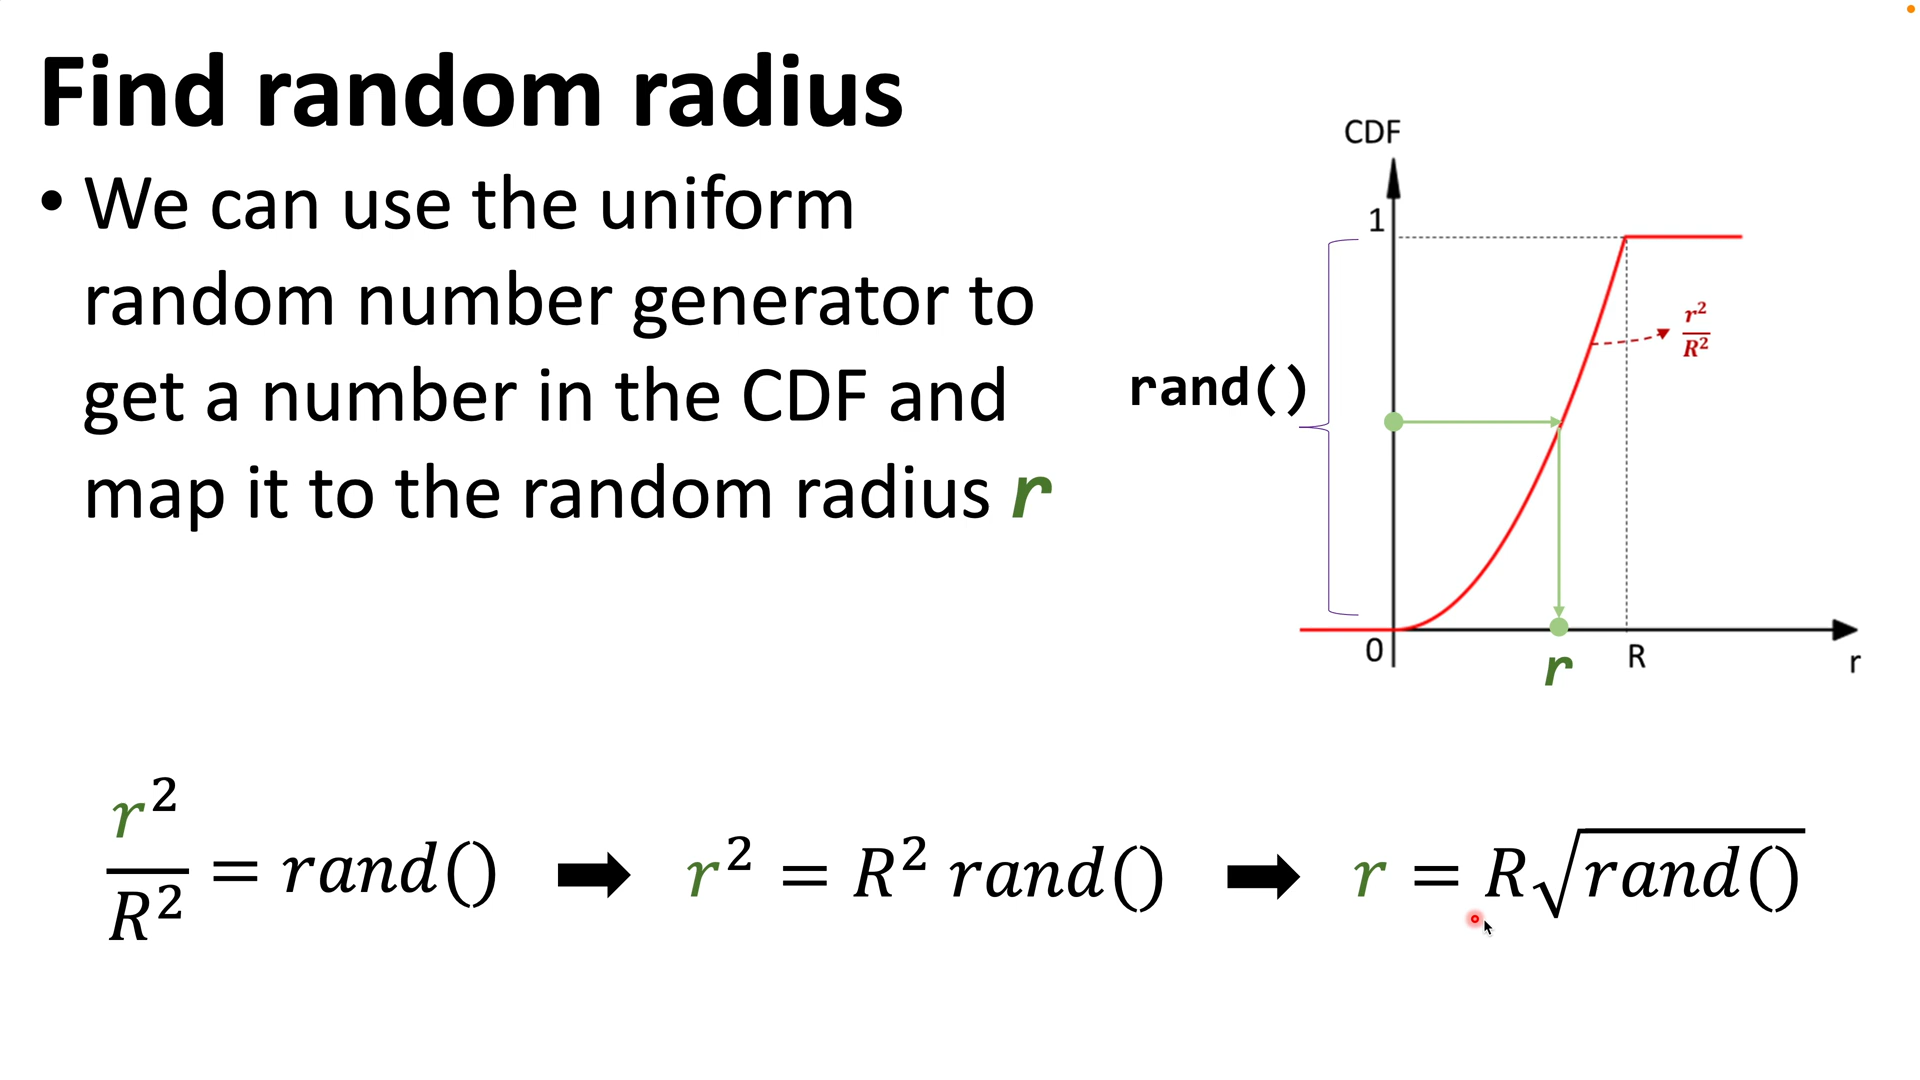 Find random radius
• We can use the uniform
random number generator to
get a number in the CDF and
map it to the random radius r
CDF
1
r²
R²
rand()
0
r
R
r
r²/R² = rand() ➡ r² = R² rand() ➡ r = R√rand()